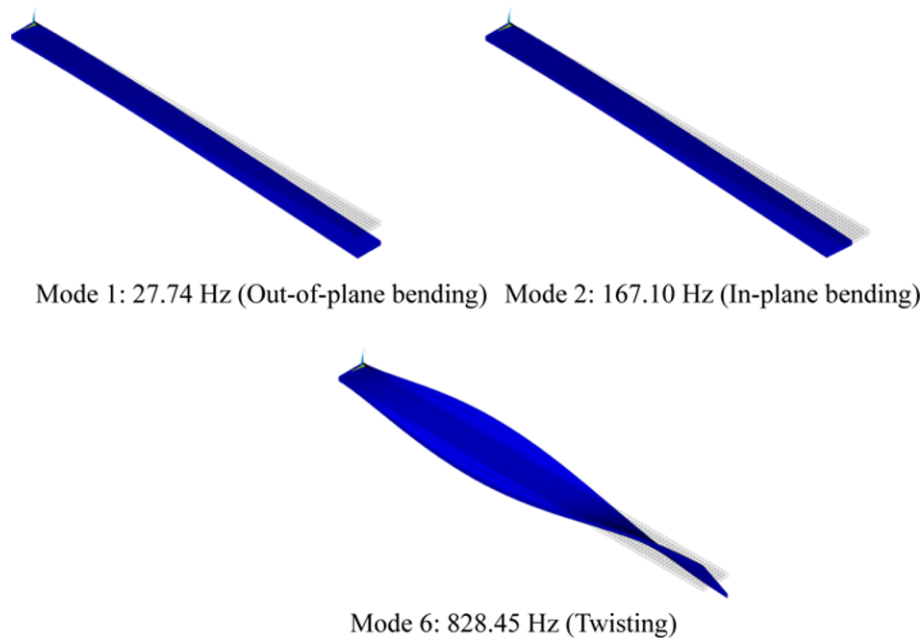 Mode 1: 27.74 Hz (Out-of-plane bending)
Mode 2: 167.10 Hz (In-plane bending)
Mode 6: 828.45 Hz (Twisting)